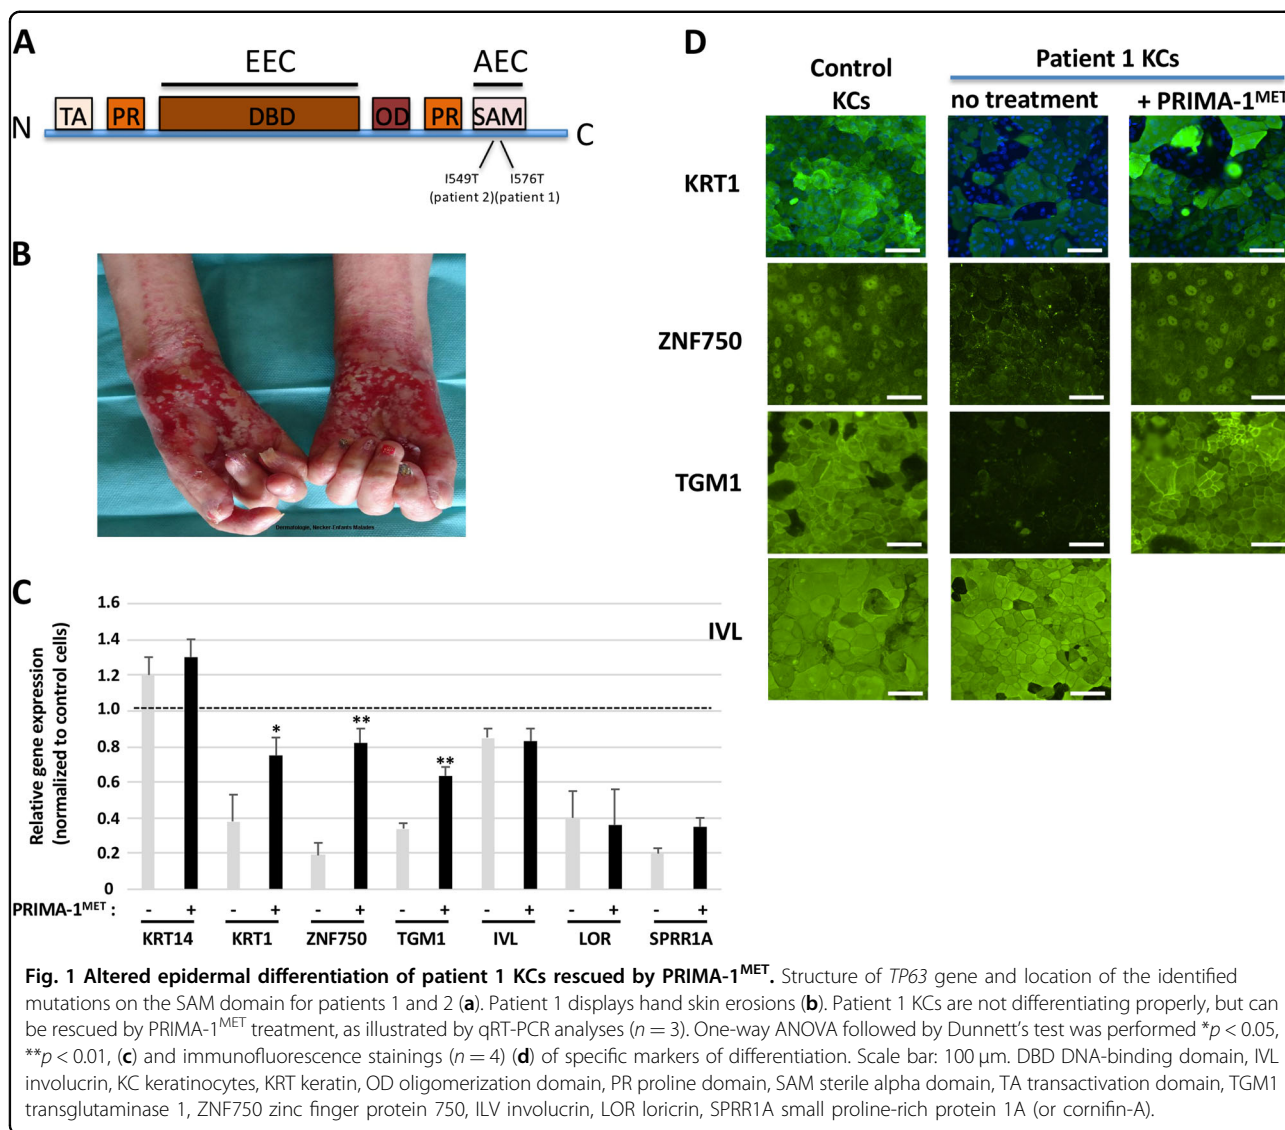 A
EEC
AEC
TA
PR
DBD
OD
PR
SAM
N
C
I549T
I576T
(patient 2)(patient 1)
B
Dermatologie, Necker Enfants Malades
C
Relative gene expression
(normalized to control cells)
1.6
1.4
1.2
1.0
0.8
0.6
0.4
0.2
0
*
**
**
PRIMA-1MET :
- + - + - + - + - + - + - +
KRT14 KRT1 ZNF750 TGM1 IVL LOR SPRR1A
D
Control
KCs
Patient 1 KCs
no treatment
+ PRIMA-1MET
KRT1
ZNF750
TGM1
IVL
Fig. 1 Altered epidermal differentiation of patient 1 KCs rescued by PRIMA-1MET. Structure of TP63 gene and location of the identified
mutations on the SAM domain for patients 1 and 2 (a). Patient 1 displays hand skin erosions (b). Patient 1 KCs are not differentiating properly, but can
be rescued by PRIMA-1MET treatment, as illustrated by qRT-PCR analyses (n = 3). One-way ANOVA followed by Dunnett's test was performed *p < 0.05,
**p < 0.01, (c) and immunofluorescence stainings (n = 4) (d) of specific markers of differentiation. Scale bar: 100 μm. DBD DNA-binding domain, IVL
involucrin, KC keratinocytes, KRT keratin, OD oligomerization domain, PR proline domain, SAM sterile alpha domain, TA transactivation domain, TGM1
transglutaminase 1, ZNF750 zinc finger protein 750, ILV involucrin, LOR loricrin, SPRR1A small proline-rich protein 1A (or cornifin-A).